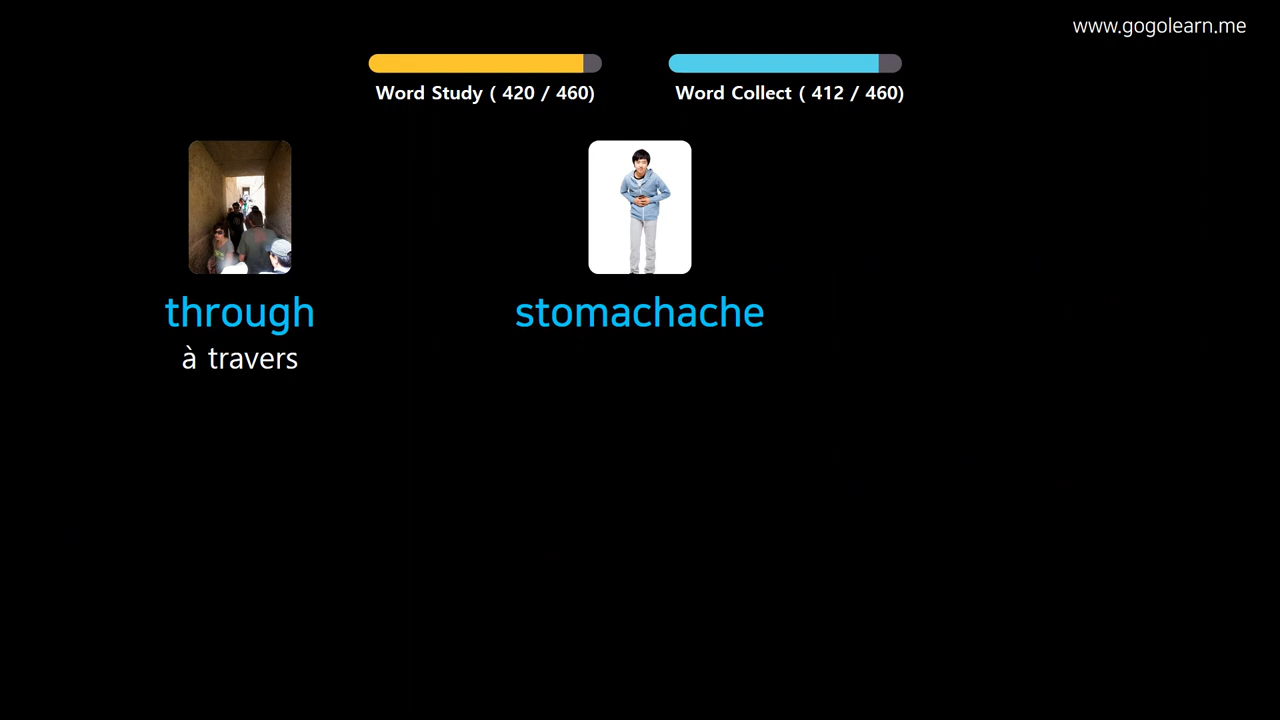 www.gogolearn.me
Word Study ( 420 / 460)
Word Collect ( 412 / 460)
through
à travers
stomachache